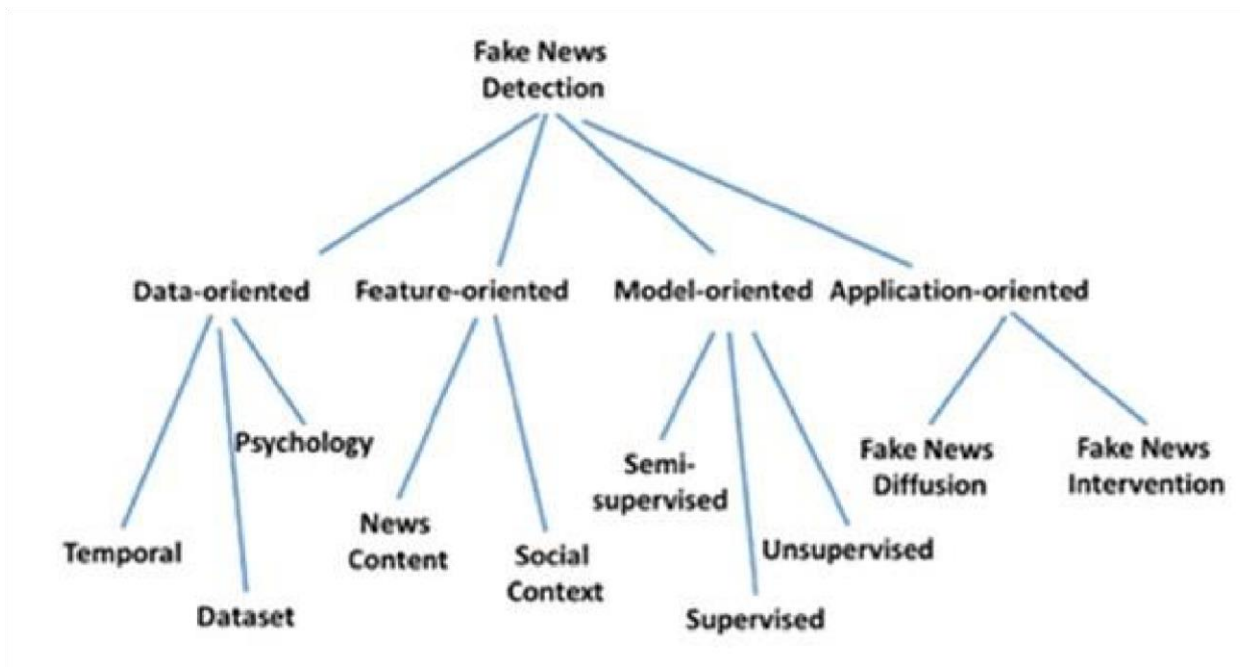 Fake News
Detection
Data-oriented Feature-oriented Model-oriented Application-oriented
Psychology
Temporal
Dataset
News
Content
Social
Context
Semi-
supervised
Unsupervised
Supervised
Fake News
Diffusion
Fake News
Intervention